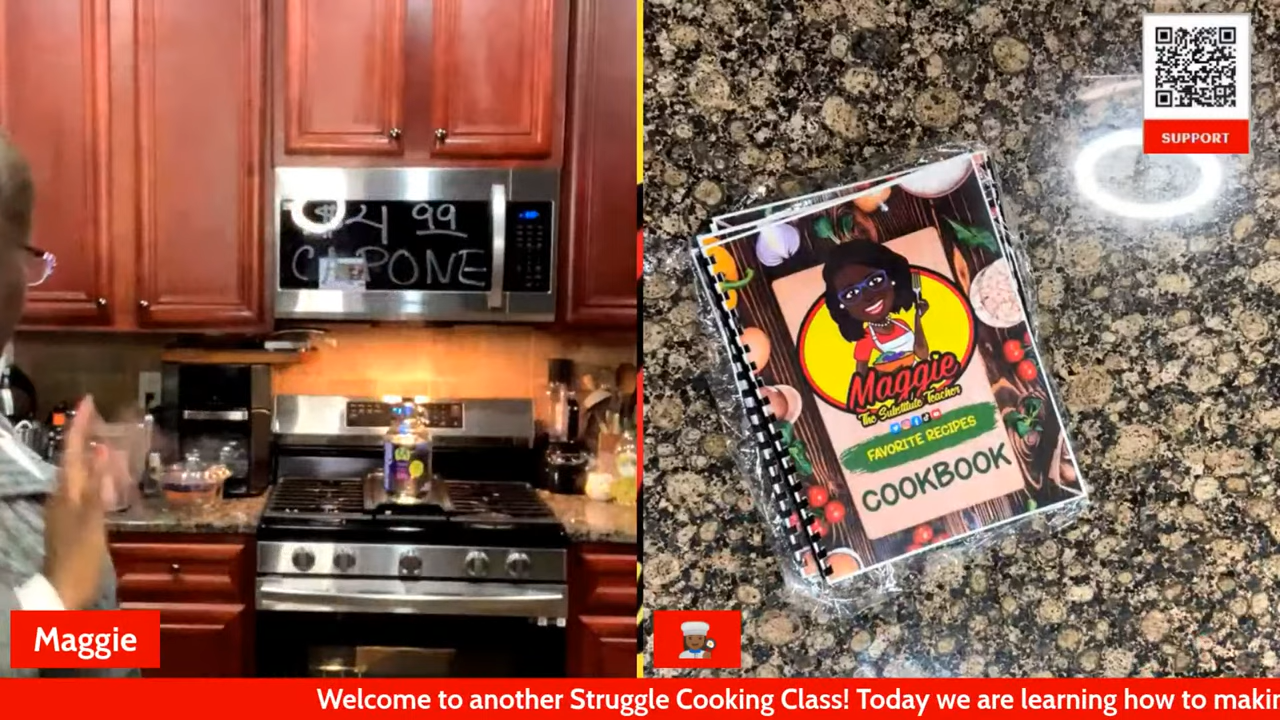 $4.99
CAPONE
Maggie
SUPPORT
Maggie
The Substitute Teacher
FAVORITE RECIPES
COOKBOOK
Welcome to another Struggle Cooking Class! Today we are learning how to makin